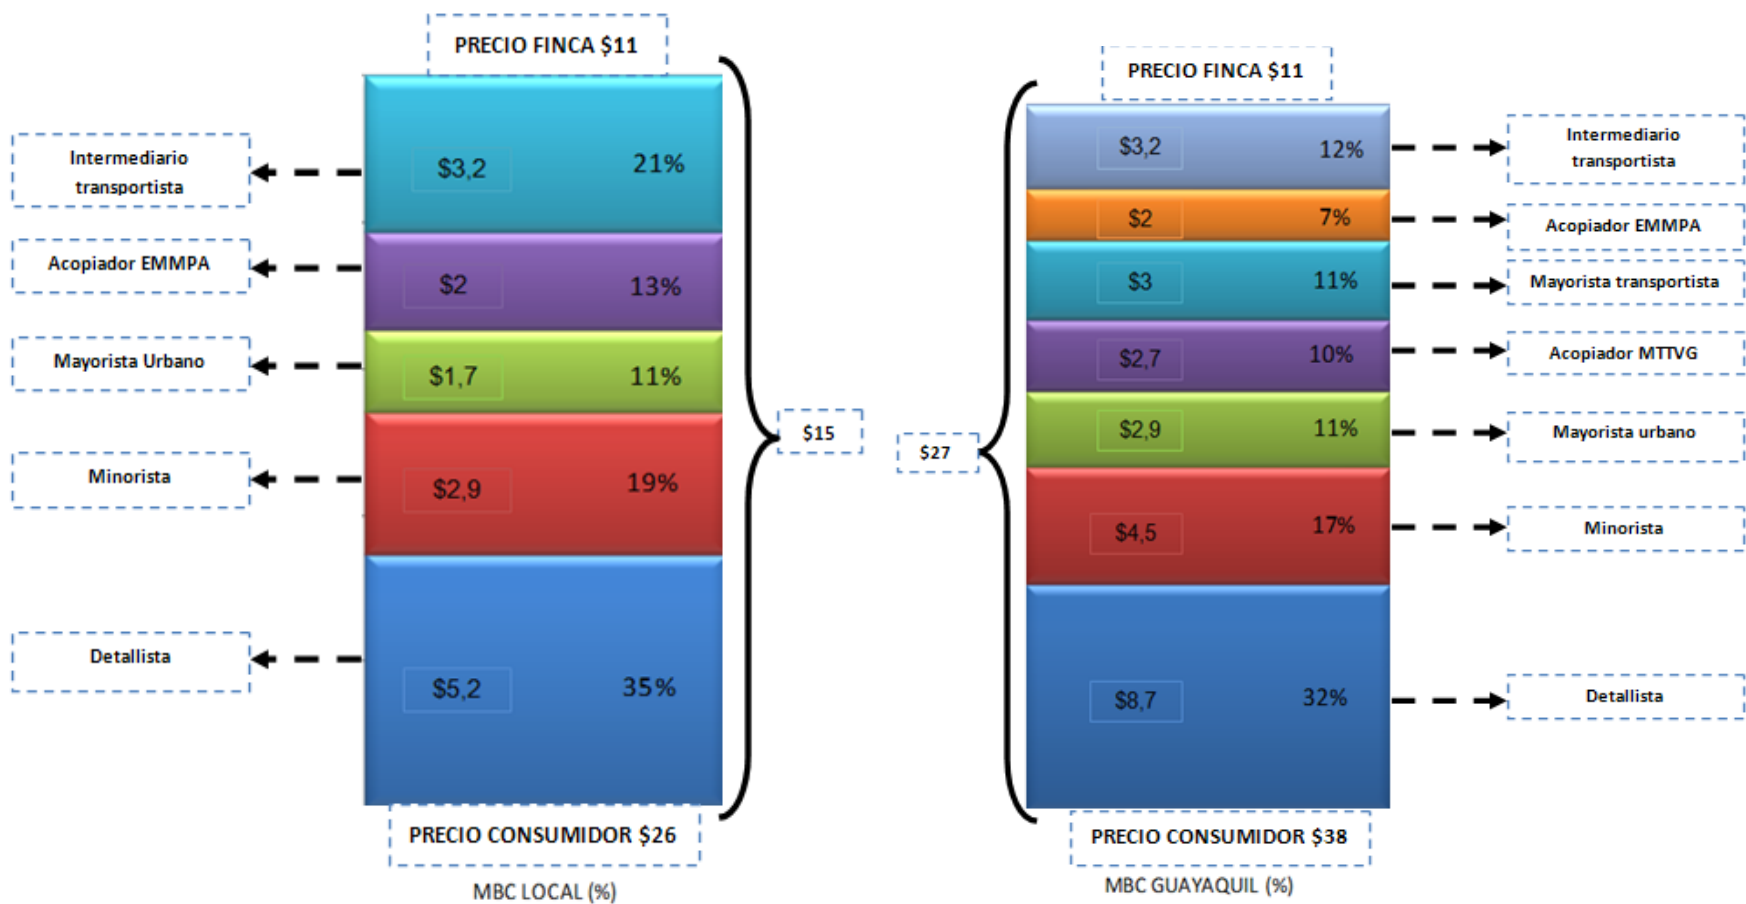 PRECIO FINCA $11
Intermediario
transportista
$3,2
21%
Acopiador EMMPA
$2
13%
Mayorista Urbano
$1,7
11%
Minorista
$2,9
19%
Detallista
$5,2
35%
$15
PRECIO CONSUMIDOR $26
MBC LOCAL (%)
PRECIO FINCA $11
$3,2
12%
Intermediario
transportista
$2
7%
Acopiador EMMPA
$3
11%
Mayorista transportista
$2,7
10%
Acopiador MTTVG
$2,9
11%
Mayorista urbano
$4,5
17%
Minorista
$8,7
32%
Detallista
$27
PRECIO CONSUMIDOR $38
MBC GUAYAQUIL (%)